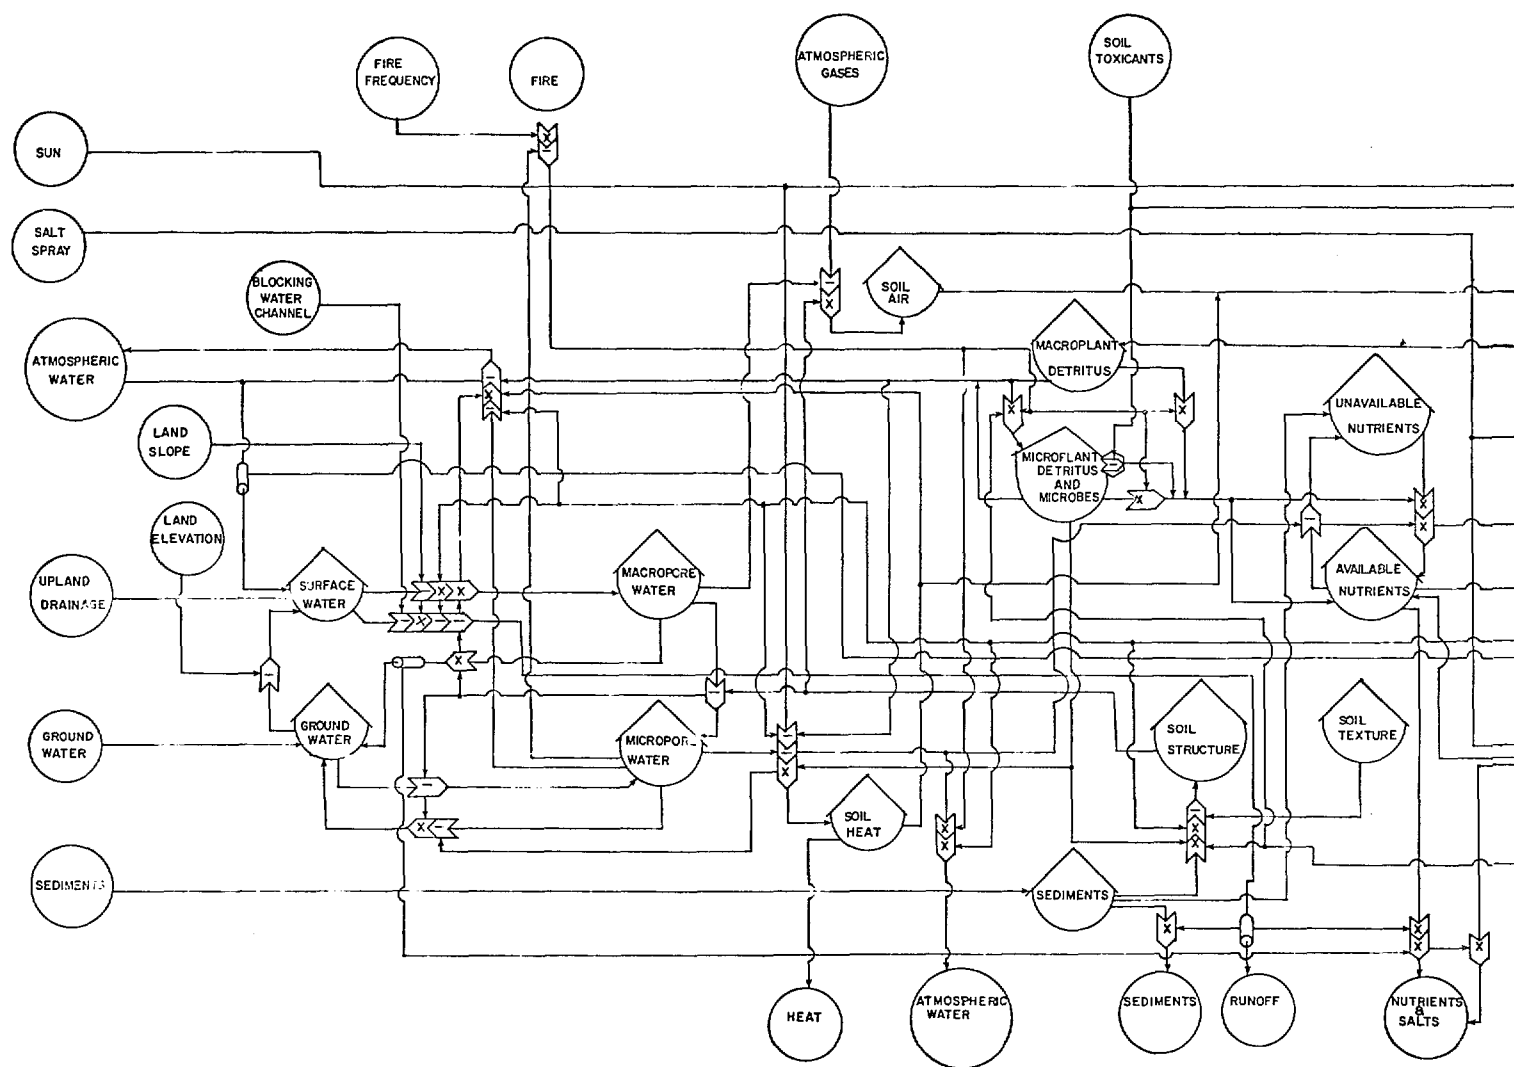 FIRE
FREQUENCY
FIRE
ATMOSPHERIC
GASES
SOIL
TOXICANTS
SUN
SALT
SPRAY
BLOCKING
WATER
CHANNEL
SOIL
AIR
ATMOSPHERIC
WATER
MACROPLANT
DETRITUS
UNAVAILABLE
NUTRIENTS
LAND
SLOPE
MICROFLANT
DETRITUS
AND
MICROBES
LAND
ELEVATION
UPLAND
DRAINAGE
SURFACE
WATER
MACROPORE
WATER
AVAILABLE
NUTRIENTS
GROUND
WATER
GROUND
WATER
MICROPORE
WATER
SOIL
STRUCTURE
SOIL
TEXTURE
SOIL
HEAT
SEDIMENTS
SEDIMENTS
HEAT
ATMOSPHERIC
WATER
SEDIMENTS
RUNOFF
NUTRIENTS
&
SALTS